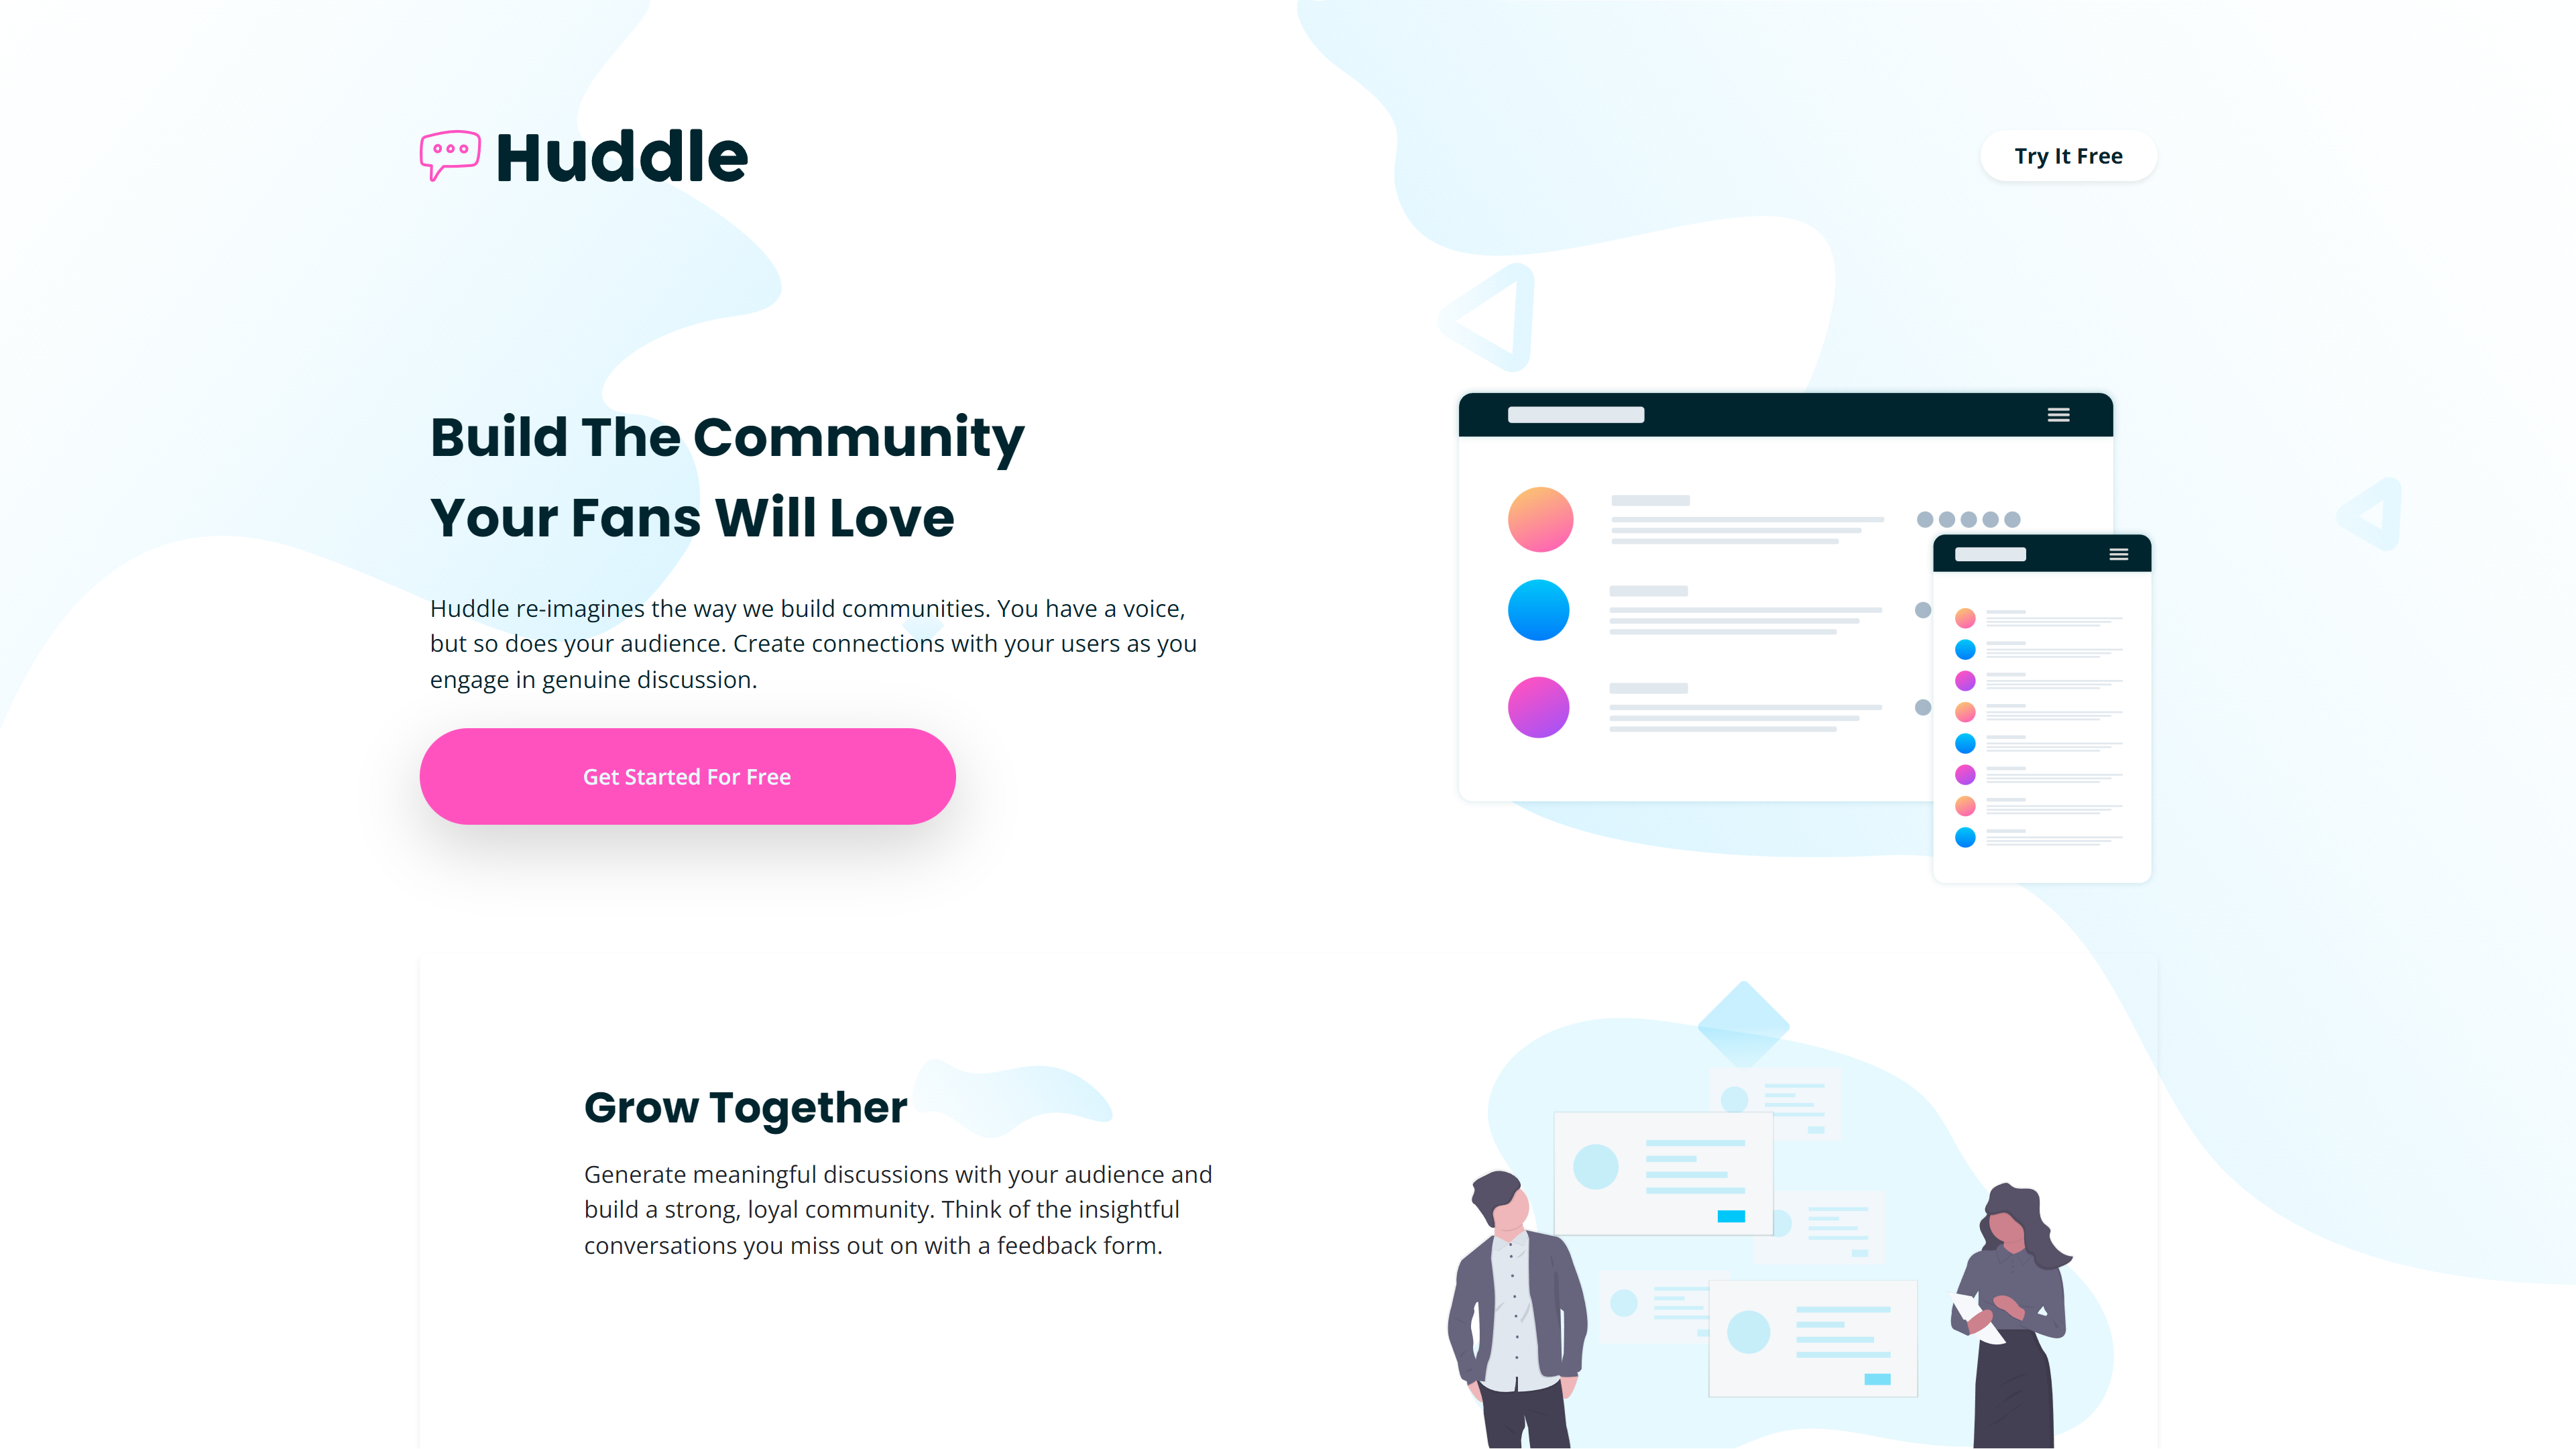 Huddle
Try It Free
Build The Community
Your Fans Will Love
Huddle re-imagines the way we build communities. You have a voice,
but so does your audience. Create connections with your users as you
engage in genuine discussion.
Get Started For Free
Grow Together
Generate meaningful discussions with your audience and
build a strong, loyal community. Think of the insightful
conversations you miss out on with a feedback form.